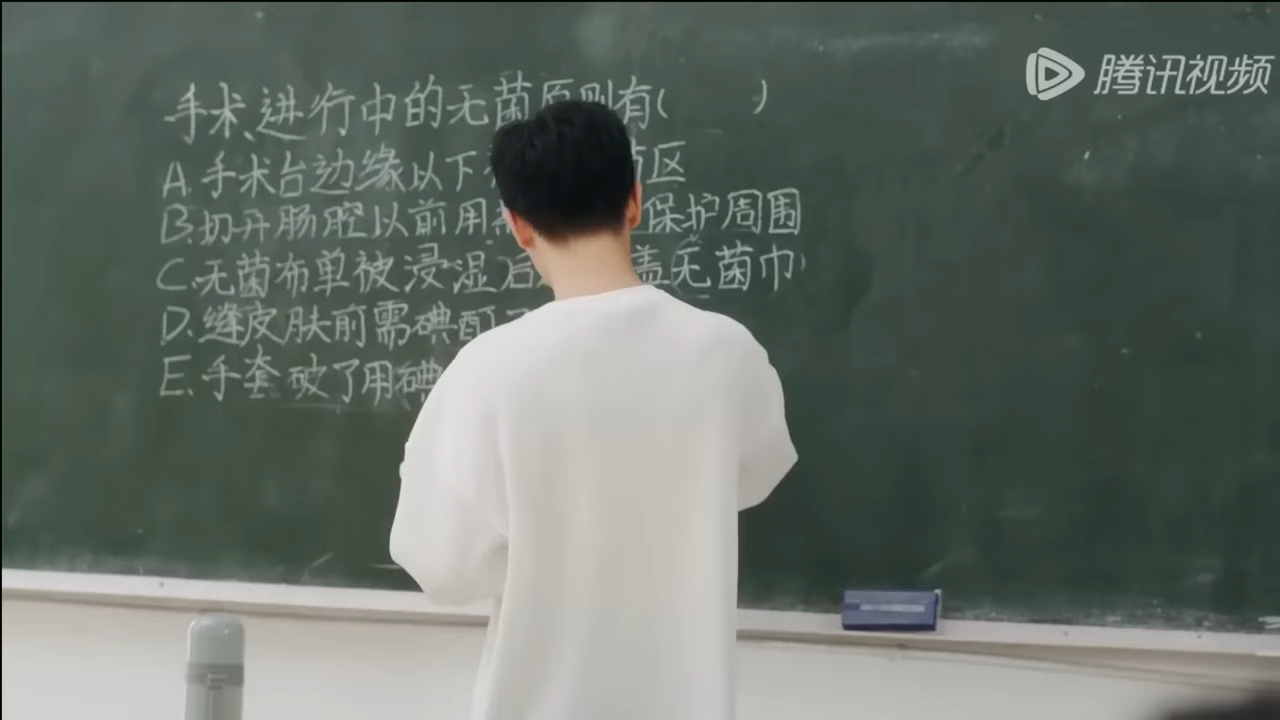 腾讯视频
手术进行中的无菌原则有( )
A.手术台边缘以下 区
B.切开肠腔以前用 保护周围
C.无菌布单被浸湿后 盖无菌巾
D.缝皮肤前需碘酊
E.手套破了用碘